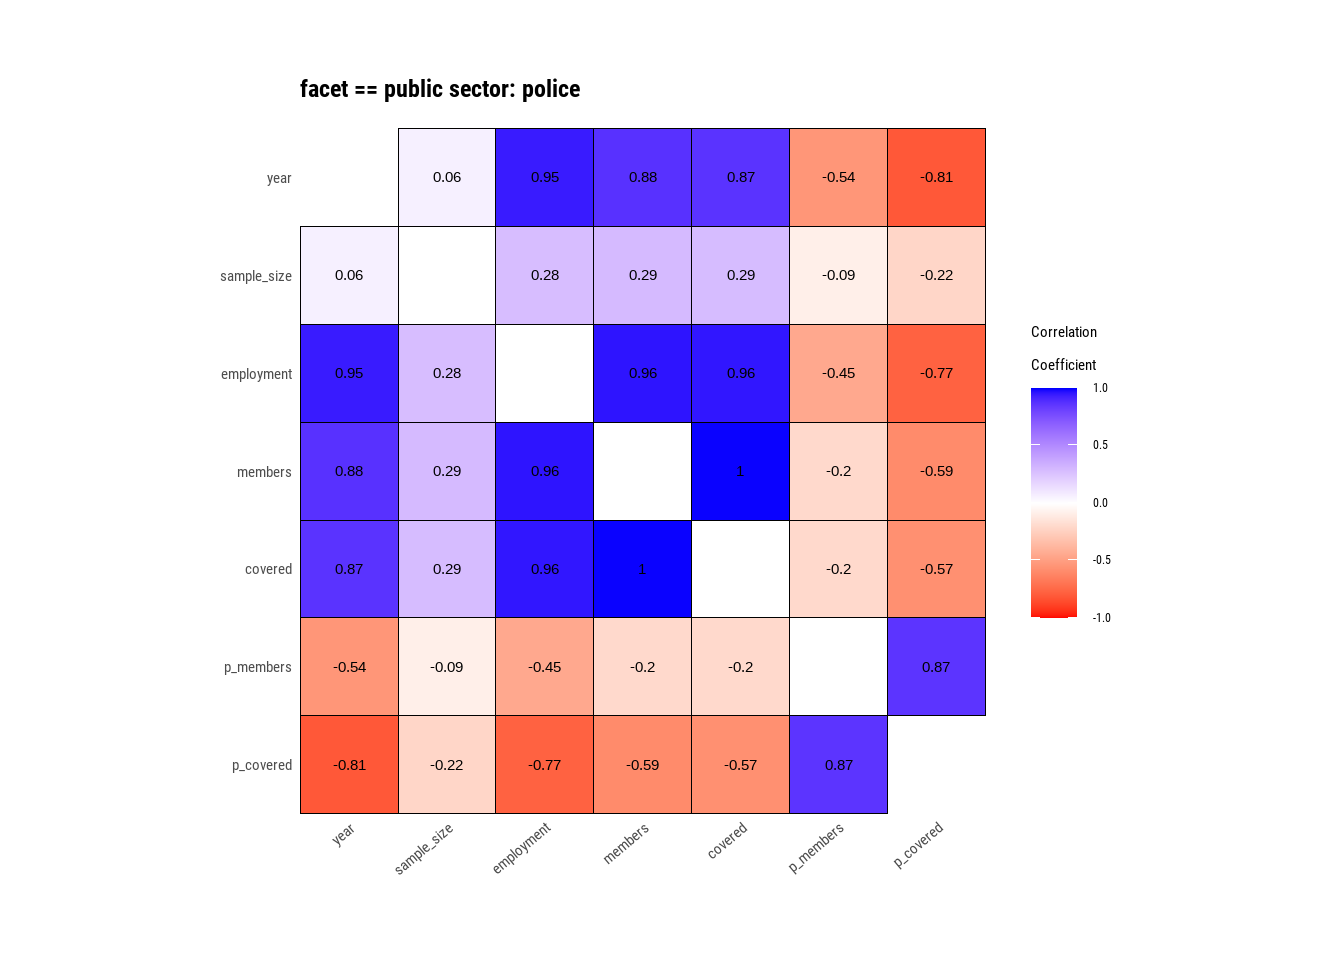 facet == public sector: police
year 0.06 0.95 0.88 0.87 -0.54 -0.81
sample_size 0.06 0.28 0.29 0.29 -0.09 -0.22
employment 0.95 0.28 0.96 0.96 -0.45 -0.77
members 0.88 0.29 0.96 1 -0.2 -0.59
covered 0.87 0.29 0.96 1 -0.2 -0.57
p_members -0.54 -0.09 -0.45 -0.2 -0.2 0.87
p_covered -0.81 -0.22 -0.77 -0.59 -0.57 0.87
year sample_size employment members covered p_members p_covered
Correlation
Coefficient
1.0
0.5
0.0
-0.5
-1.0